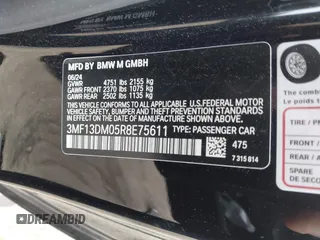 MFD BY BMW M GMBH
06/24
GVWR 4751 lbs 2155 kg
GAWR FRONT 2370 lbs 1075 kg
GAWR REAR 2502 lbs 1135 kg
THIS VEHICLE CONFORMS TO ALL APPLICABLE
FEDERAL MOTOR VEHICLE SAFETY, BUMPER,
AND THEFT PREVENTION STANDARDS IN EFFECT
ON THE DATE OF MANUFACTURE SHOWN ABOVE.
3MF13DM05R8E75611 TYPE: PASSENGER CAR
475
7 315 814
TIRE
FRONT
REAR/A
SPARE
SECOU
DREAMBID